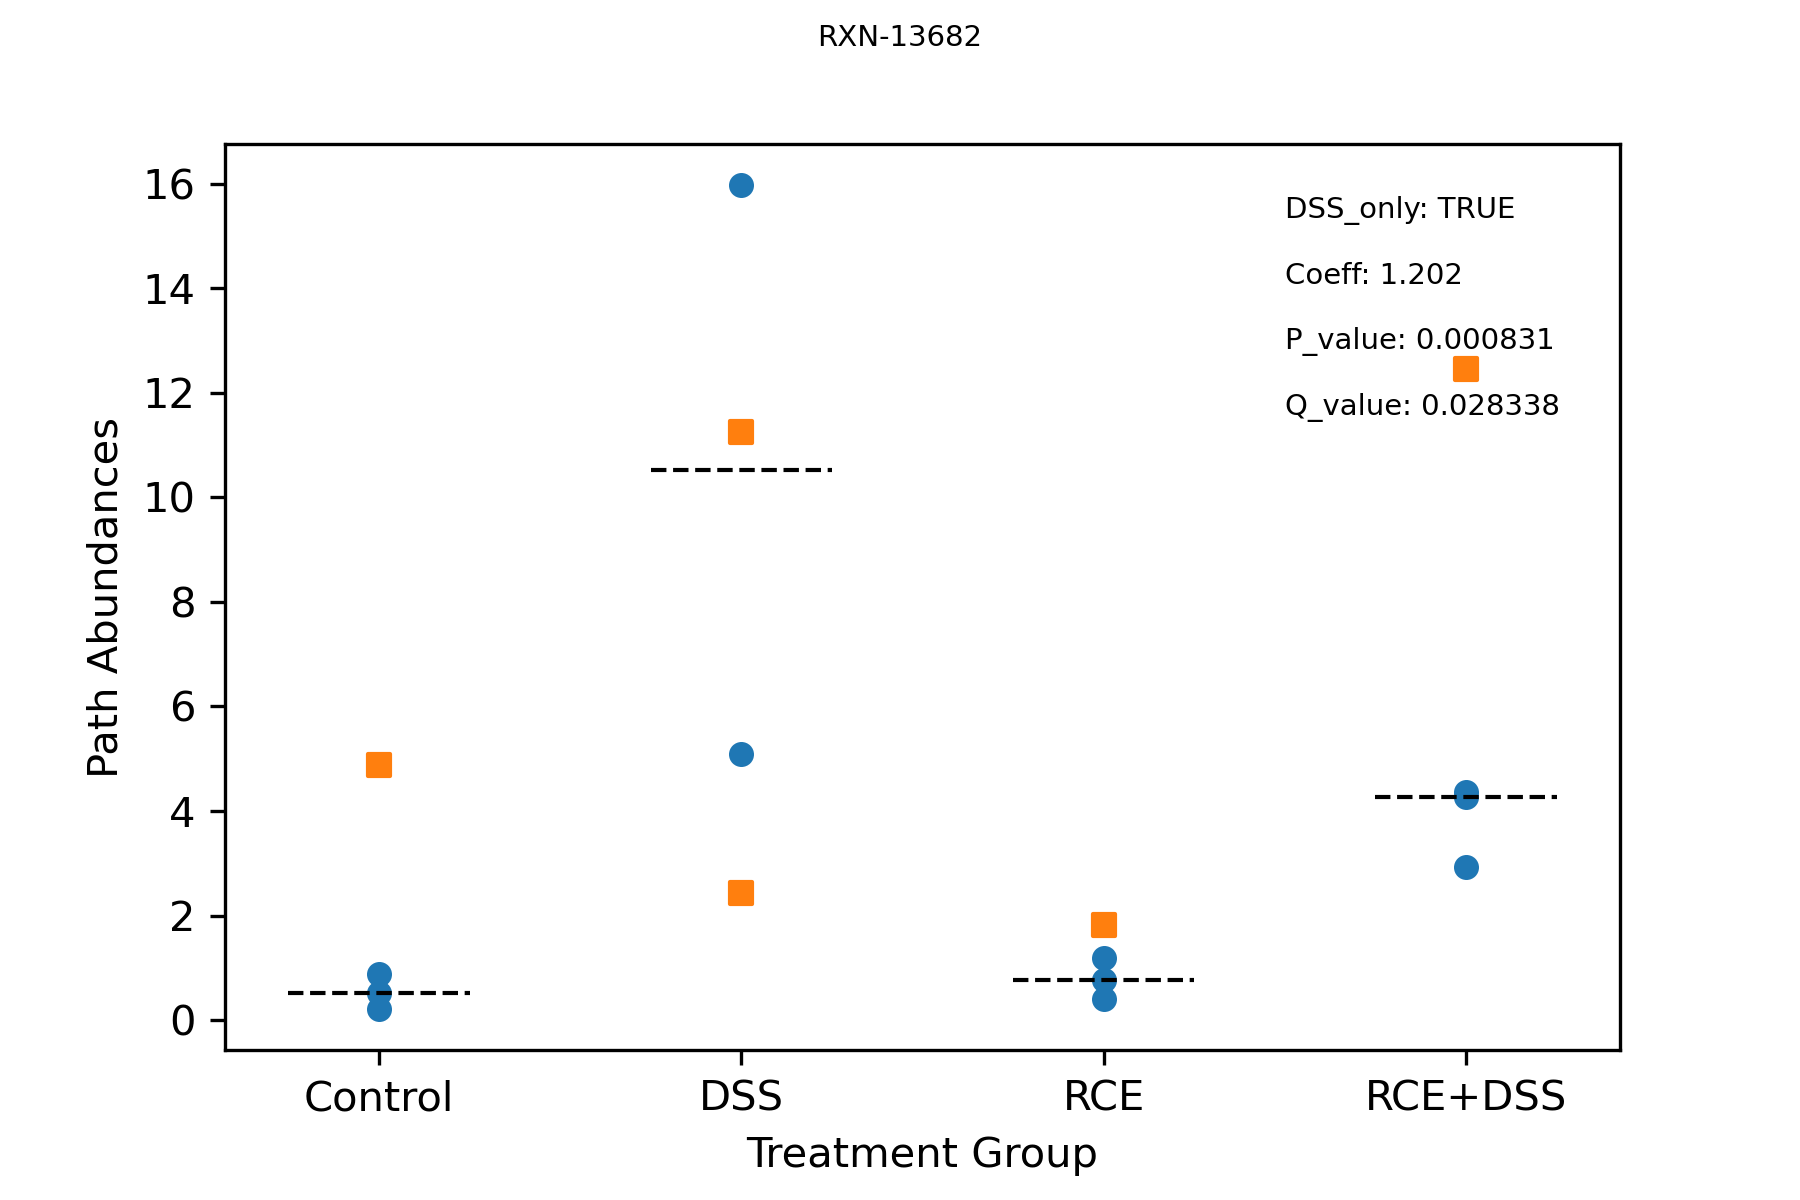 RXN-13682
DSS_only: TRUE
Coeff: 1.202
P_value: 0.000831
Q_value: 0.028338
Path Abundances
16
14
12
10
8
6
4
2
0
Control
DSS
RCE
RCE+DSS
Treatment Group